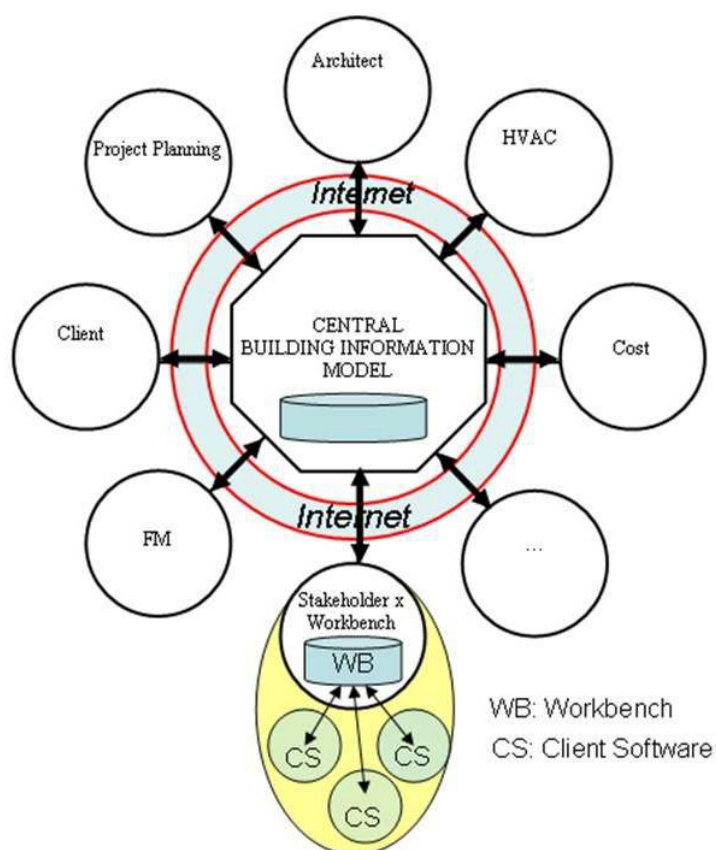 Architect
Project Planning
HVAC
Internet
Client
CENTRAL
BUILDING INFORMATION
MODEL
Cost
FM
Internet
...
Stakeholder x
Workbench
WB
CS
CS
CS
WB: Workbench
CS: Client Software